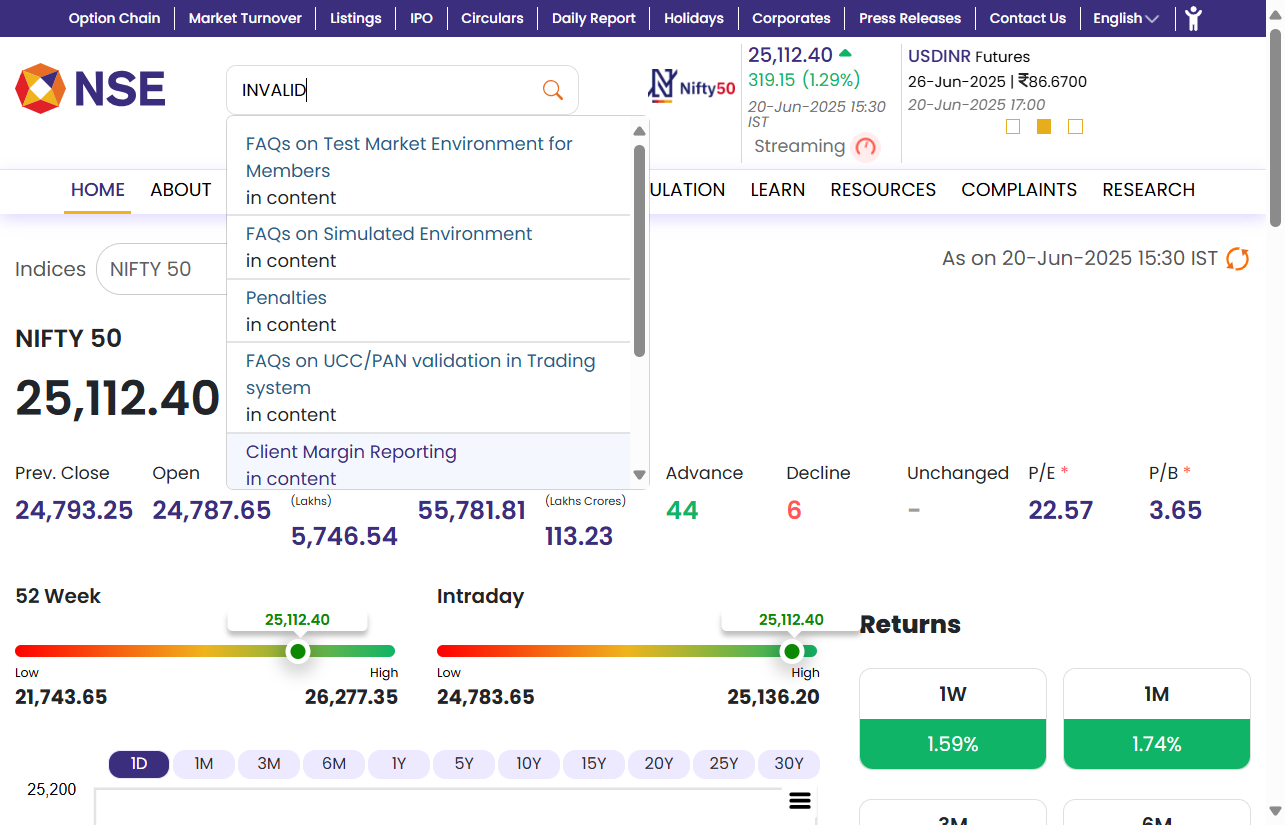 Option Chain
Market Turnover
Listings
IPO
Circulars
Daily Report
Holidays
Corporates
Press Releases
Contact Us
English
NSE
INVALID
Nifty50
25,112.40
319.15 (1.29%)
20-Jun-2025 15:30
IST
Streaming
USDINR Futures
26-Jun-2025 | ₹86.6700
20-Jun-2025 17:00
HOME
ABOUT
ULATION
LEARN
RESOURCES
COMPLAINTS
RESEARCH
FAQs on Test Market Environment for
Members
in content
FAQs on Simulated Environment
in content
Penalties
in content
FAQs on UCC/PAN validation in Trading
system
in content
Client Margin Reporting
in content
Indices
NIFTY 50
As on 20-Jun-2025 15:30 IST
NIFTY 50
25,112.40
Prev. Close
24,793.25
Open
24,787.65
(Lakhs)
5,746.54
55,781.81
(Lakhs Crores)
113.23
Advance
44
Decline
6
Unchanged
-
P/E *
22.57
P/B *
3.65
52 Week
25,112.40
Low
High
21,743.65
26,277.35
Intraday
25,112.40
Low
High
24,783.65
25,136.20
Returns
1W
1.59%
1M
1.74%
3M
6M
1D
1M
3M
6M
1Y
5Y
10Y
15Y
20Y
25Y
30Y
25,200